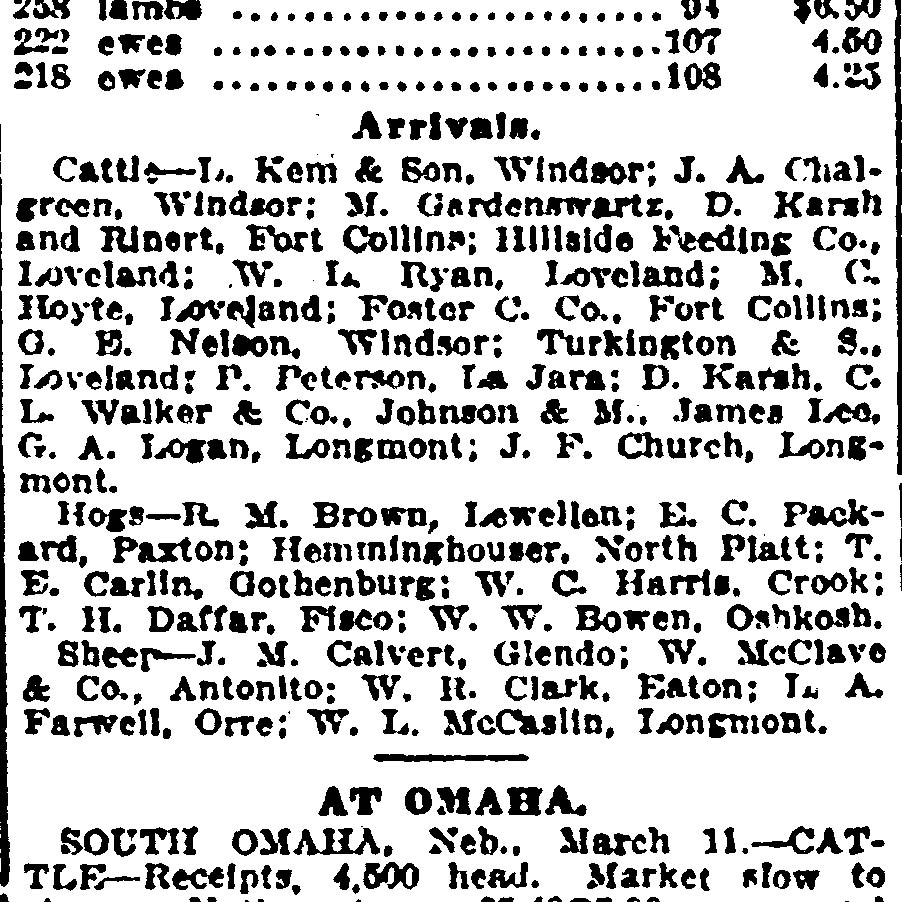 258 lambs .......................... 94 $6.50
222 ewes ...........................107 4.50
218 ewes ...........................108 4.25
Arrivals.
Cattle—L. Kem & Son, Windsor; J. A. Chal-
green, Windsor; M. Gardenswartz, D. Karsh
and Rinert, Fort Collins; Hillside Feeding Co.,
Loveland; W. L. Ryan, Loveland; M. C.
Hoyte, Loveland; Foster C. Co., Fort Collins;
G. E. Nelson, Windsor; Turkington & S.,
Loveland; P. Peterson, La Jara; D. Karsh, C.
L. Walker & Co., Johnson & M., James Leo,
G. A. Logan, Longmont; J. F. Church, Long-
mont.
Hogs—R. M. Brown, Lewellen; E. C. Pack-
ard, Paxton; Hemminghouser, North Platt; T.
E. Carlin, Gothenburg; W. C. Harris, Crook;
T. H. Daffar, Fisco; W. W. Bowen, Oshkosh.
Sheep—J. M. Calvert, Glendo; W. McClave
& Co., Antonito; W. R. Clark, Eaton; L. A.
Farwell, Orre; W. L. McCaslin, Longmont.
AT OMAHA.
SOUTH OMAHA, Neb., March 11.—CAT-
TLE—Receipts, 4,500 head. Market slow to